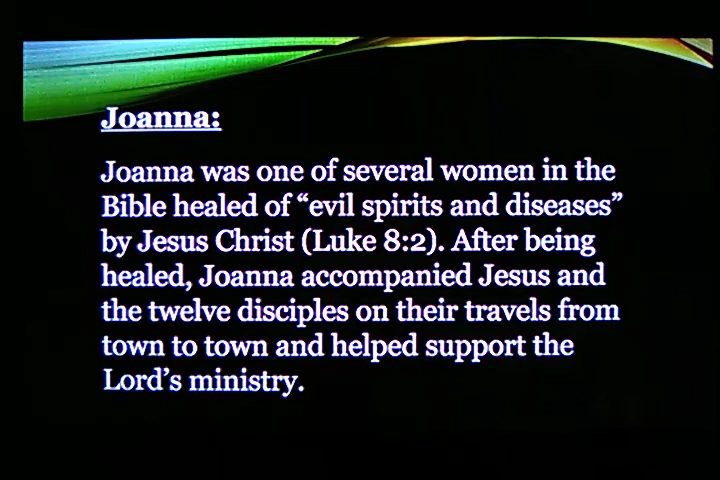 Joanna:
Joanna was one of several women in the
Bible healed of “evil spirits and diseases”
by Jesus Christ (Luke 8:2). After being
healed, Joanna accompanied Jesus and
the twelve disciples on their travels from
town to town and helped support the
Lord’s ministry.